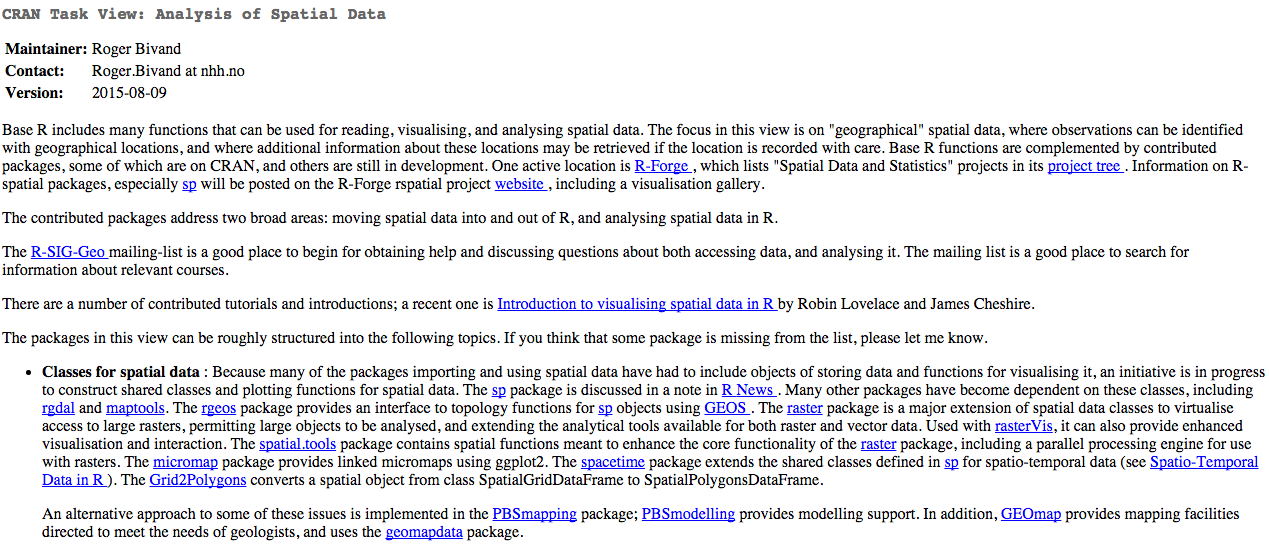 CRAN Task View: Analysis of Spatial Data
Maintainer: Roger Bivand
Contact: Roger.Bivand at nhh.no
Version: 2015-08-09
Base R includes many functions that can be used for reading, visualising, and analysing spatial data. The focus in this view is on "geographical" spatial data, where observations can be identified
with geographical locations, and where additional information about these locations may be retrieved if the location is recorded with care. Base R functions are complemented by contributed
packages, some of which are on CRAN, and others are still in development. One active location is R-Forge , which lists "Spatial Data and Statistics" projects in its project tree . Information on R-
spatial packages, especially sp will be posted on the R-Forge rspatial project website , including a visualisation gallery.
The contributed packages address two broad areas: moving spatial data into and out of R, and analysing spatial data in R.
The R-SIG-Geo mailing-list is a good place to begin for obtaining help and discussing questions about both accessing data, and analysing it. The mailing list is a good place to search for
information about relevant courses.
There are a number of contributed tutorials and introductions; a recent one is Introduction to visualising spatial data in R by Robin Lovelace and James Cheshire.
The packages in this view can be roughly structured into the following topics. If you think that some package is missing from the list, please let me know.
• Classes for spatial data : Because many of the packages importing and using spatial data have had to include objects of storing data and functions for visualising it, an initiative is in progress
to construct shared classes and plotting functions for spatial data. The sp package is discussed in a note in R News . Many other packages have become dependent on these classes, including
rgdal and maptools. The rgeos package provides an interface to topology functions for sp objects using GEOS . The raster package is a major extension of spatial data classes to virtualise
access to large rasters, permitting large objects to be analysed, and extending the analytical tools available for both raster and vector data. Used with rasterVis, it can also provide enhanced
visualisation and interaction. The spatial.tools package contains spatial functions meant to enhance the core functionality of the raster package, including a parallel processing engine for use
with rasters. The micromap package provides linked micromaps using ggplot2. The spacetime package extends the shared classes defined in sp for spatio-temporal data (see Spatio-Temporal
Data in R ). The Grid2Polygons converts a spatial object from class SpatialGridDataFrame to SpatialPolygonsDataFrame.
An alternative approach to some of these issues is implemented in the PBSmapping package; PBSmodelling provides modelling support. In addition, GEOmap provides mapping facilities
directed to meet the needs of geologists, and uses the geomapdata package.